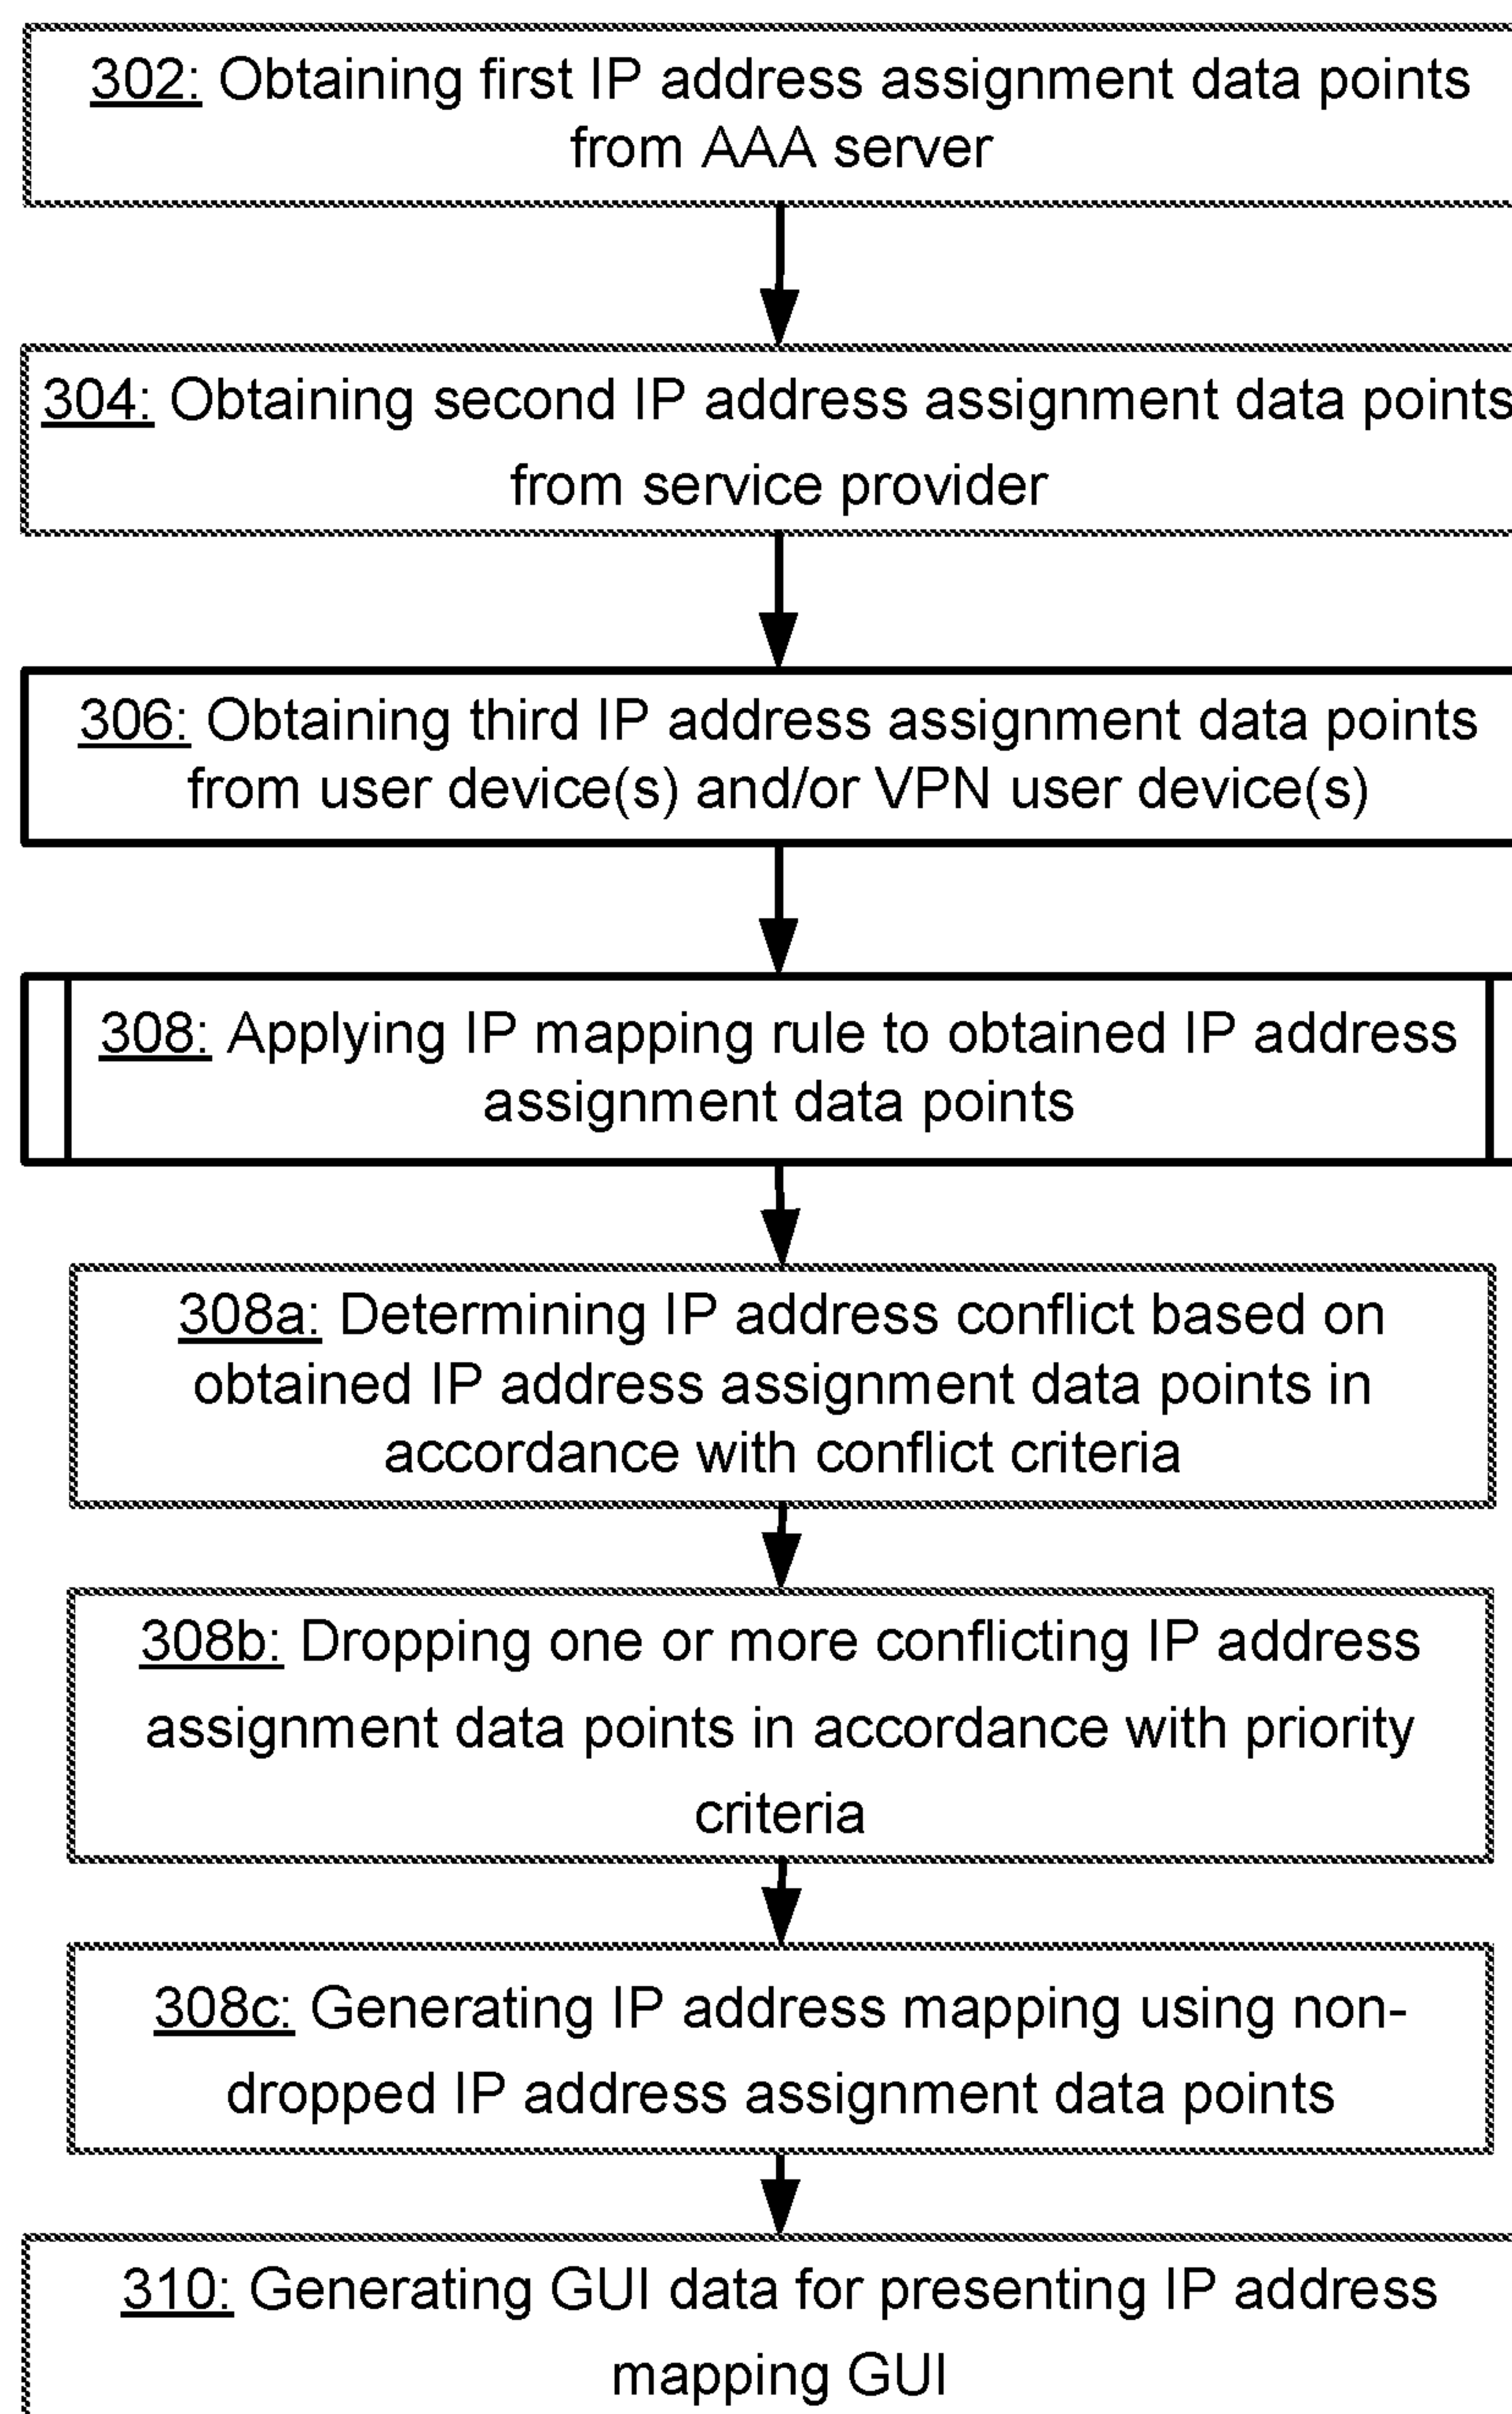 302: Obtaining first IP address assignment data points
from AAA server
304: Obtaining second IP address assignment data points
from service provider
306: Obtaining third IP address assignment data points
from user device(s) and/or VPN user device(s)
308: Applying IP mapping rule to obtained IP address
assignment data points
308a: Determining IP address conflict based on
obtained IP address assignment data points in
accordance with conflict criteria
308b: Dropping one or more conflicting IP address
assignment data points in accordance with priority
criteria
308c: Generating IP address mapping using non-
dropped IP address assignment data points
310: Generating GUI data for presenting IP address
mapping GUI